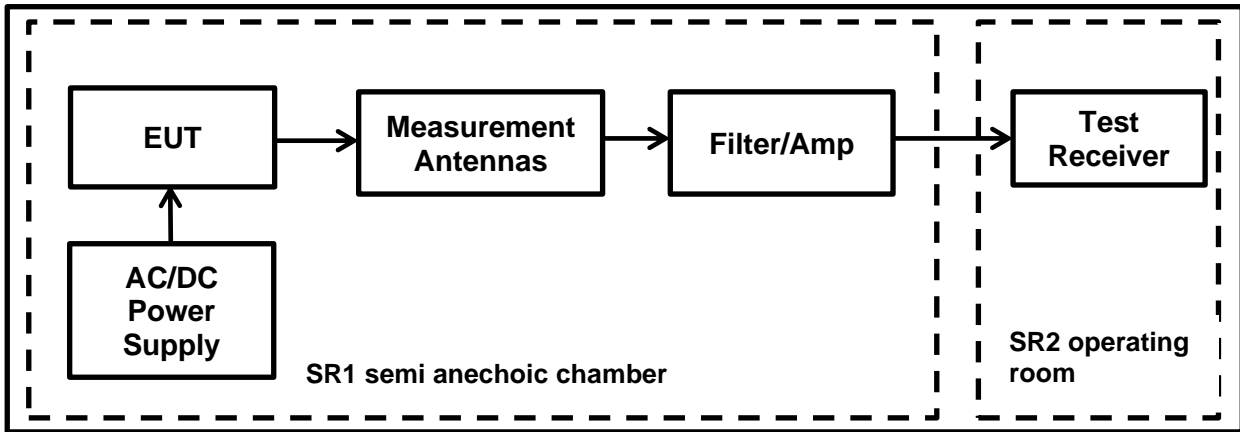 EUT
Measurement
Antennas
Filter/Amp
Test
Receiver
AC/DC
Power
Supply
SR1 semi anechoic chamber
SR2 operating
room